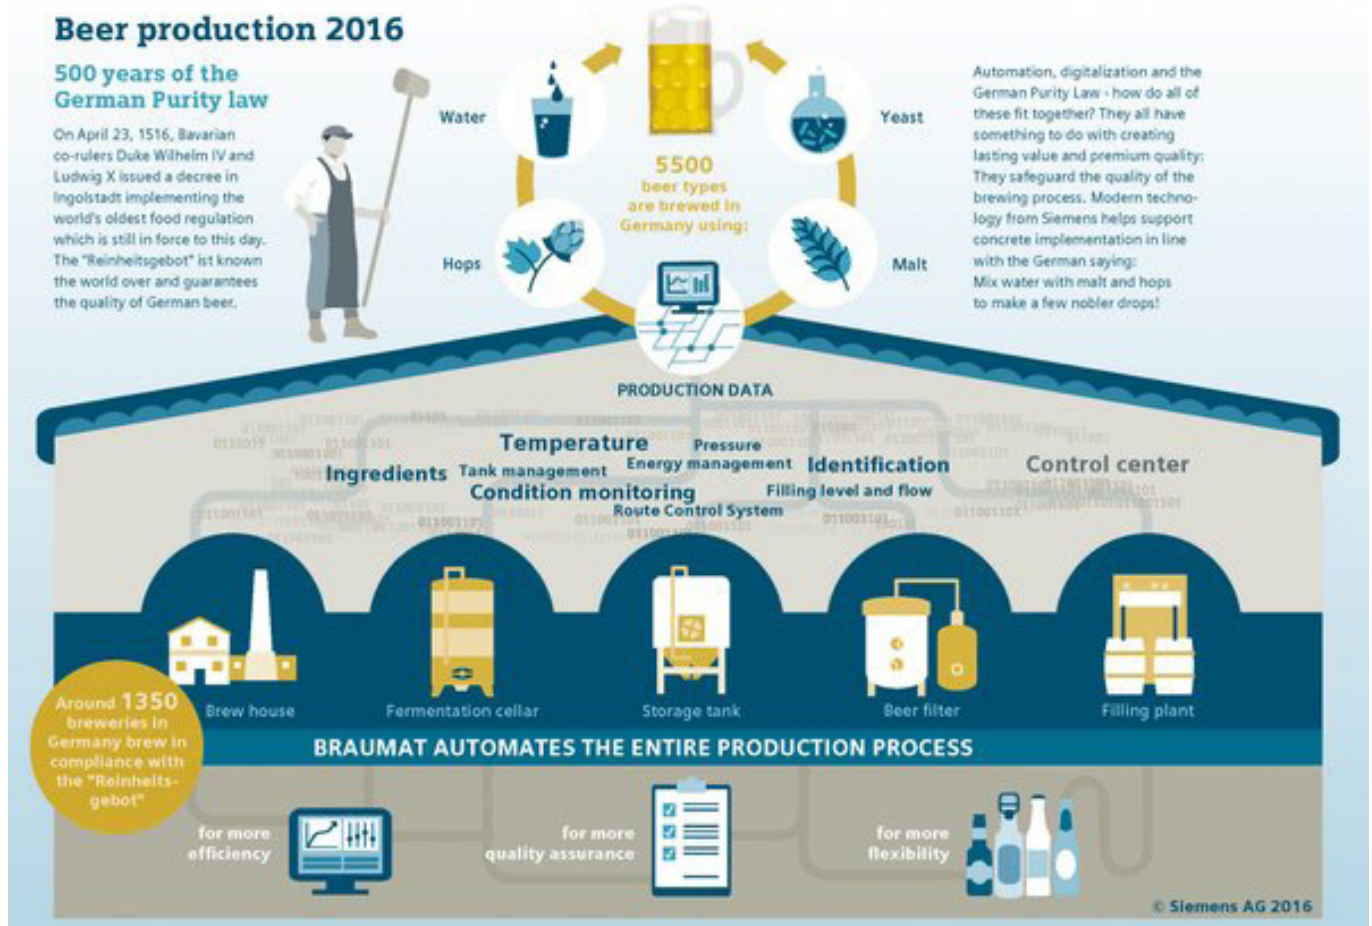 Beer production 2016
500 years of the
German Purity law
On April 23, 1516, Bavarian
co-rulers Duke Wilhelm IV and
Ludwig X issued a decree in
Ingolstadt implementing the
world's oldest food regulation
which is still in force to this day.
The "Reinheitsgebot" ist known
the world over and guarantees
the quality of German beer.
Water
Yeast
Hops
Malt
5500
beer types
are brewed in
Germany using:
Automation, digitalization and the
German Purity Law - how do all of
these fit together? They all have
something to do with creating
lasting value and premium quality:
They safeguard the quality of the
brewing process. Modern techno-
logy from Siemens helps support
concrete implementation in line
with the German saying:
Mix water with malt and hops
to make a few nobler drops!
PRODUCTION DATA
Temperature
Pressure
Ingredients
Tank management
Energy management
Identification
Control center
Condition monitoring
Filling level and flow
Route Control System
Brew house
Fermentation cellar
Storage tank
Beer filter
Filling plant
Around 1350
breweries in
Germany brew in
compliance with
the "Reinheits-
gebot"
BRAUMAT AUTOMATES THE ENTIRE PRODUCTION PROCESS
for more
efficiency
for more
quality assurance
for more
flexibility
© Siemens AG 2016